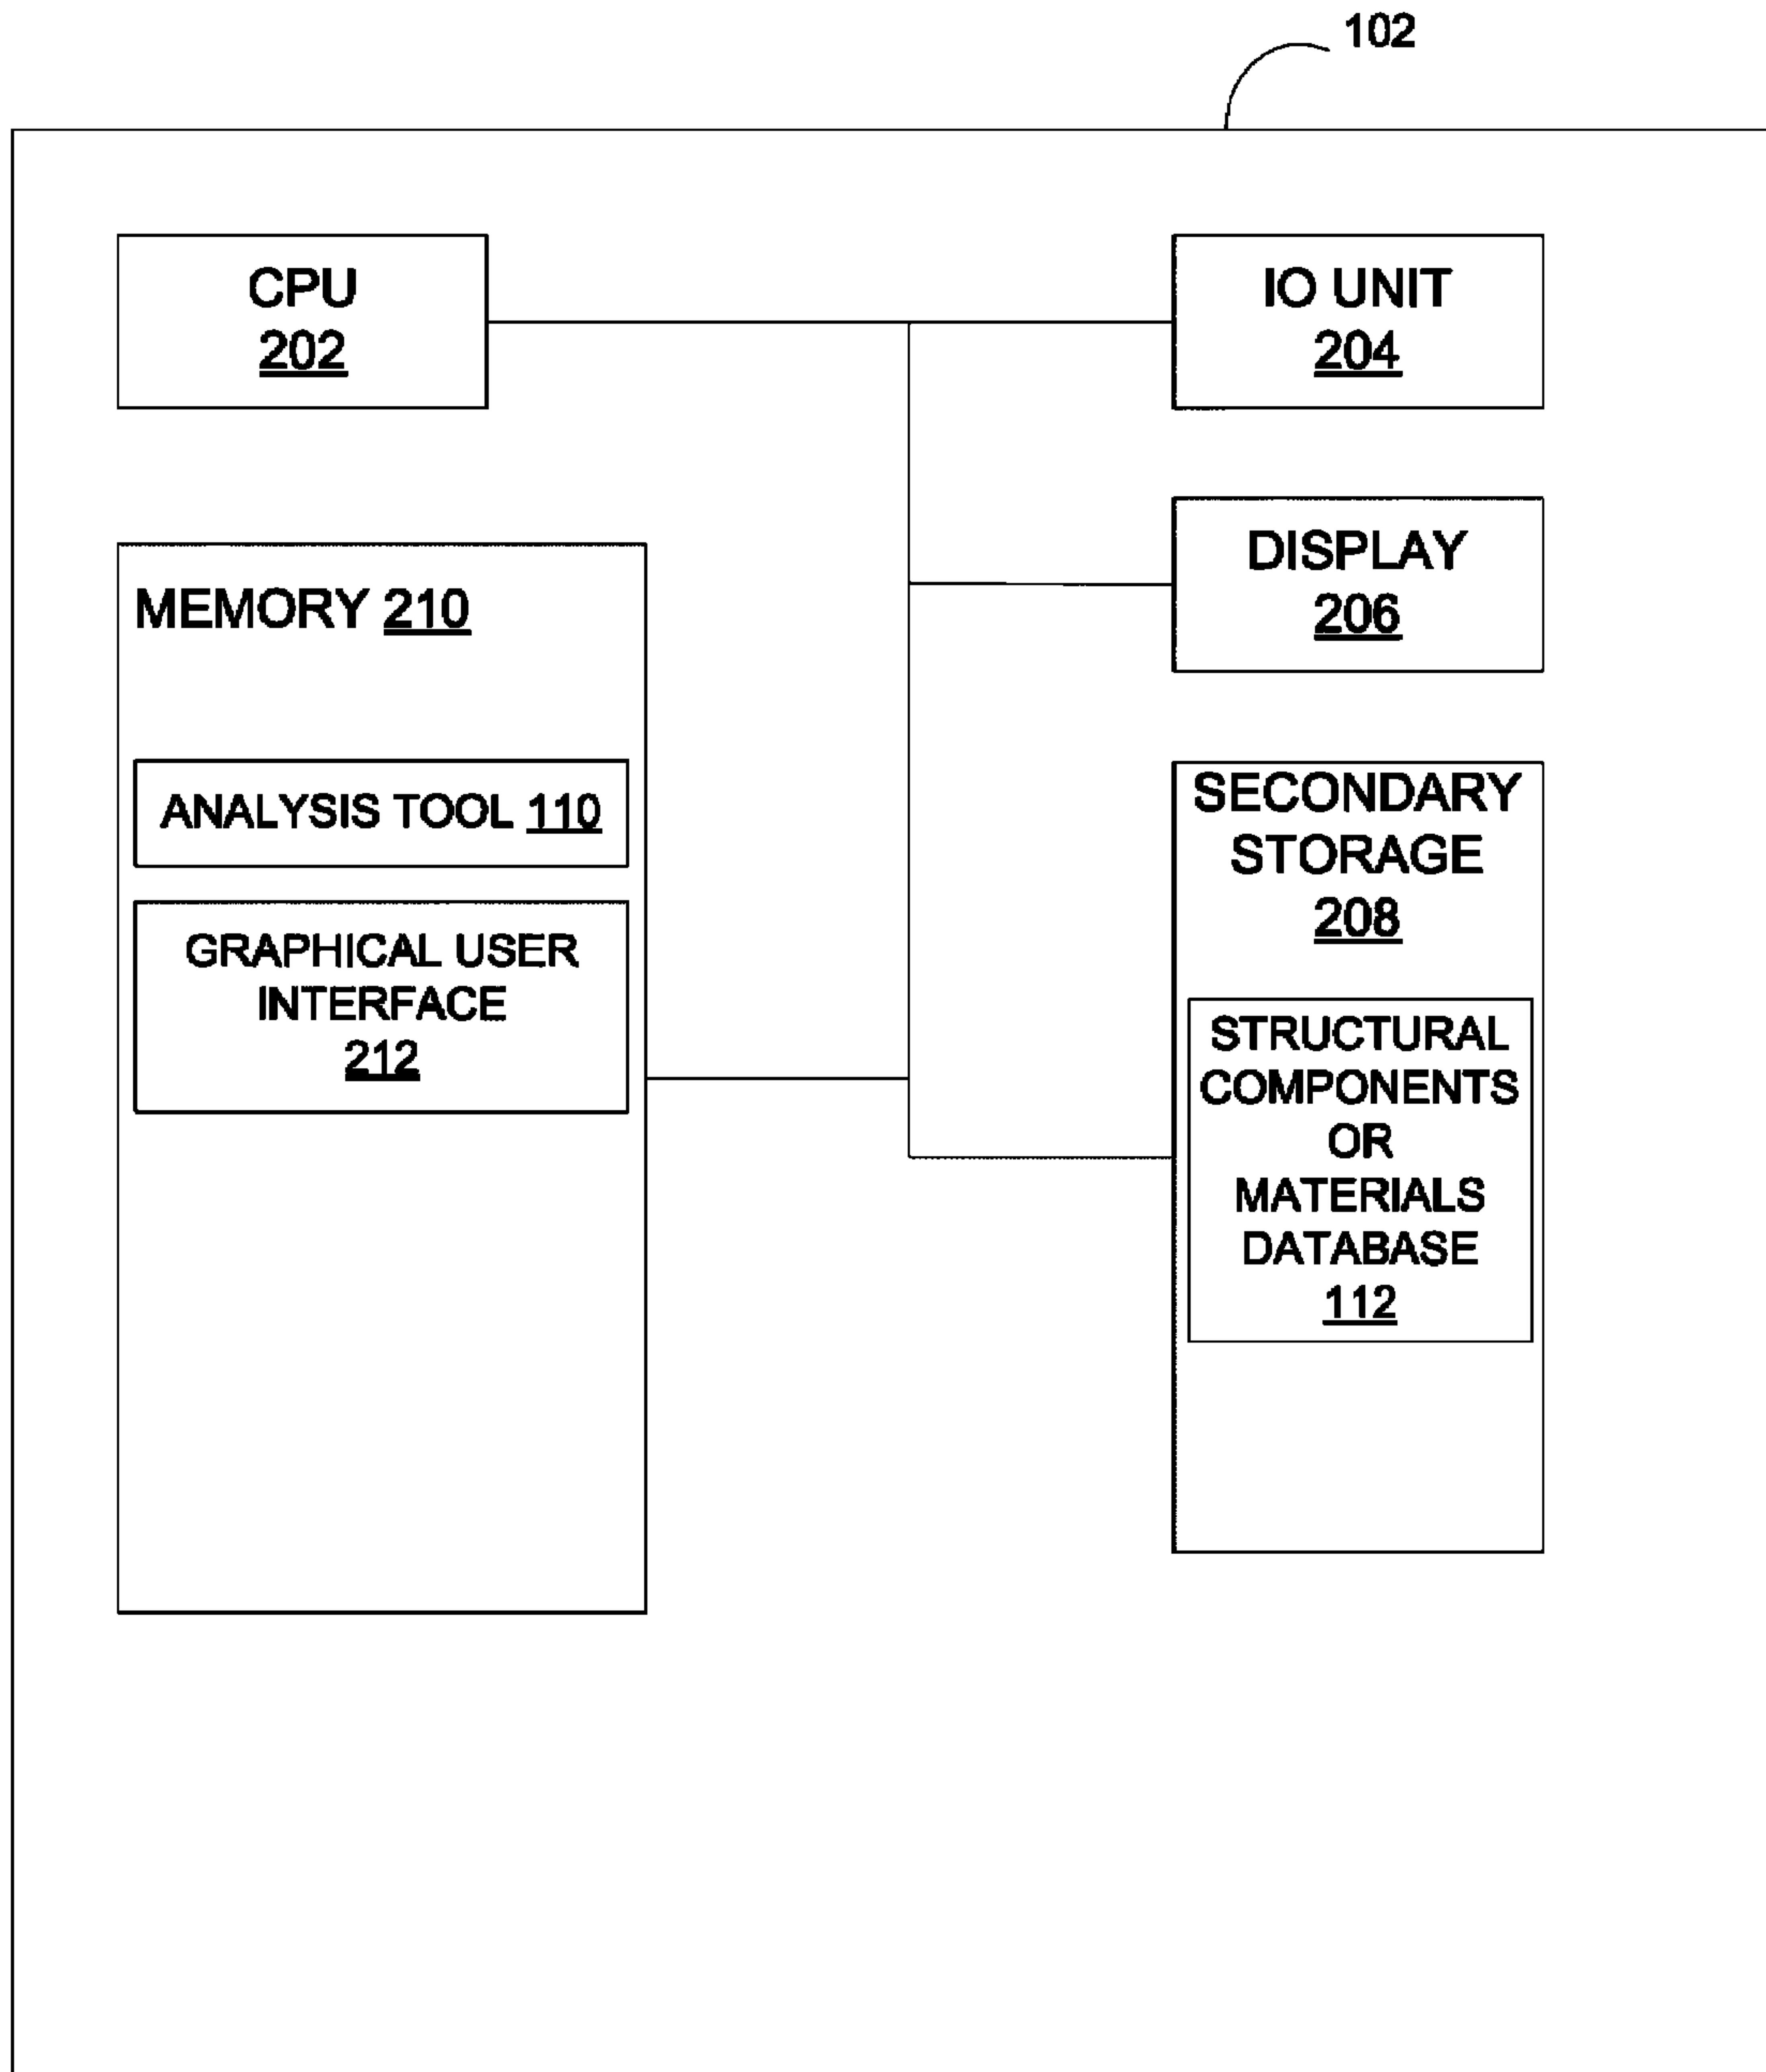 102
CPU
202
IO UNIT
204
DISPLAY
206
MEMORY 210
ANALYSIS TOOL 110
GRAPHICAL USER
INTERFACE
212
SECONDARY
STORAGE
208
STRUCTURAL
COMPONENTS
OR
MATERIALS
DATABASE
112